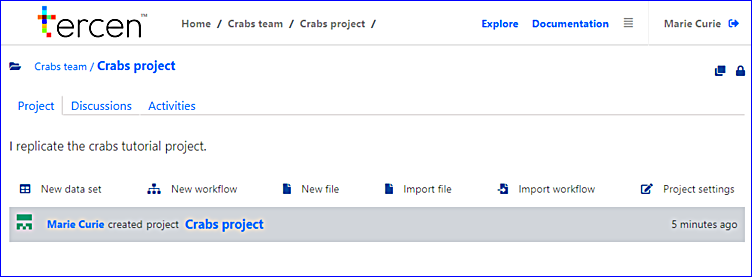 tercen™ Home / Crabs team / Crabs project / Explore Documentation Marie Curie
Crabs team / Crabs project
Project Discussions Activities
I replicate the crabs tutorial project.
New data set New workflow New file Import file Import workflow Project settings
Marie Curie created project Crabs project 5 minutes ago